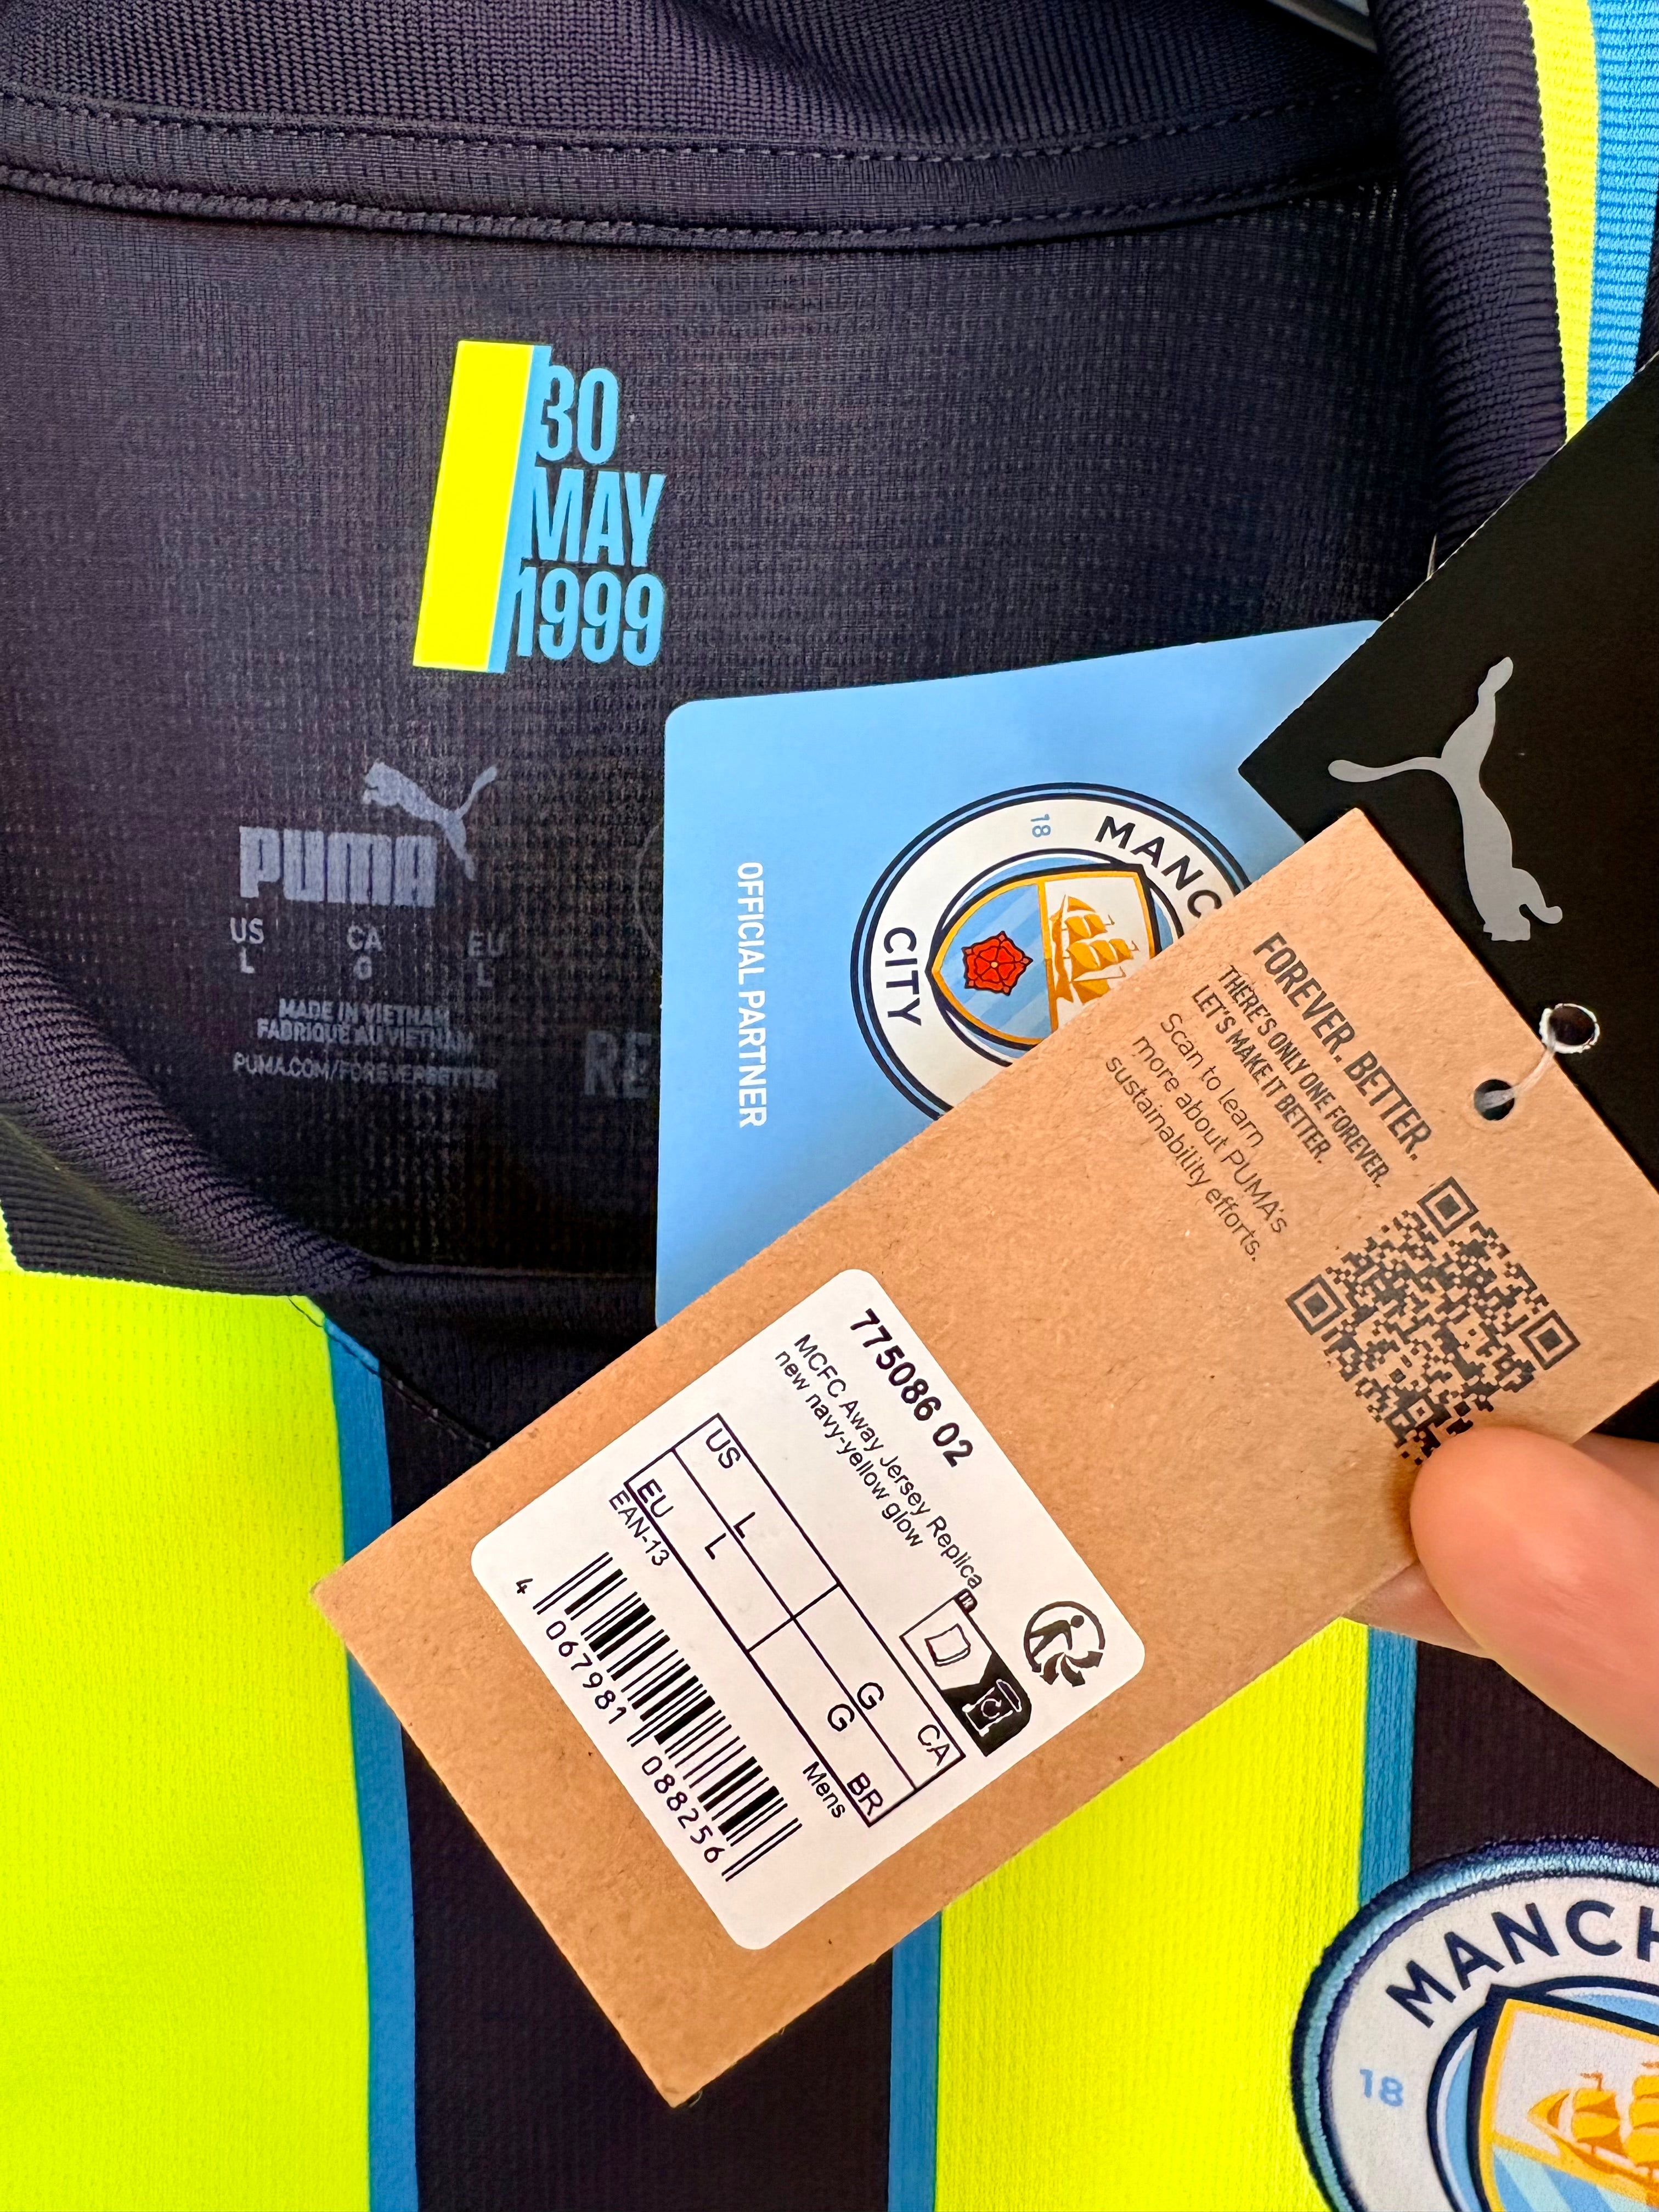 30
MAY
1999
PUMA
US CA EU
L G L
MADE IN VIETNAM
FABRIQUÉ AU VIETNAM
PUMA.COM/FOREVERBETTER
OFFICIAL PARTNER
18
CITY
FOREVER. BETTER.
THERE'S ONLY ONE FOREVER.
LET'S MAKE IT BETTER.
Scan to learn
more about PUMA's
sustainability efforts.
775086 02
MCFC Away Jersey Replica
new navy-yellow glow
FR
US L G CA
EU L G BR
EAN-13 Mens
4 067981 088256
18